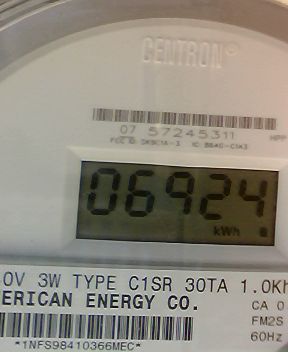 CENTRON®
07 57245311
HPP
06924
kWh
0V 3W TYPE C1SR 30TA 1.0Kh
ERICAN ENERGY CO.
CA 0
FM2S
60Hz
*1NFS98410366MEC*